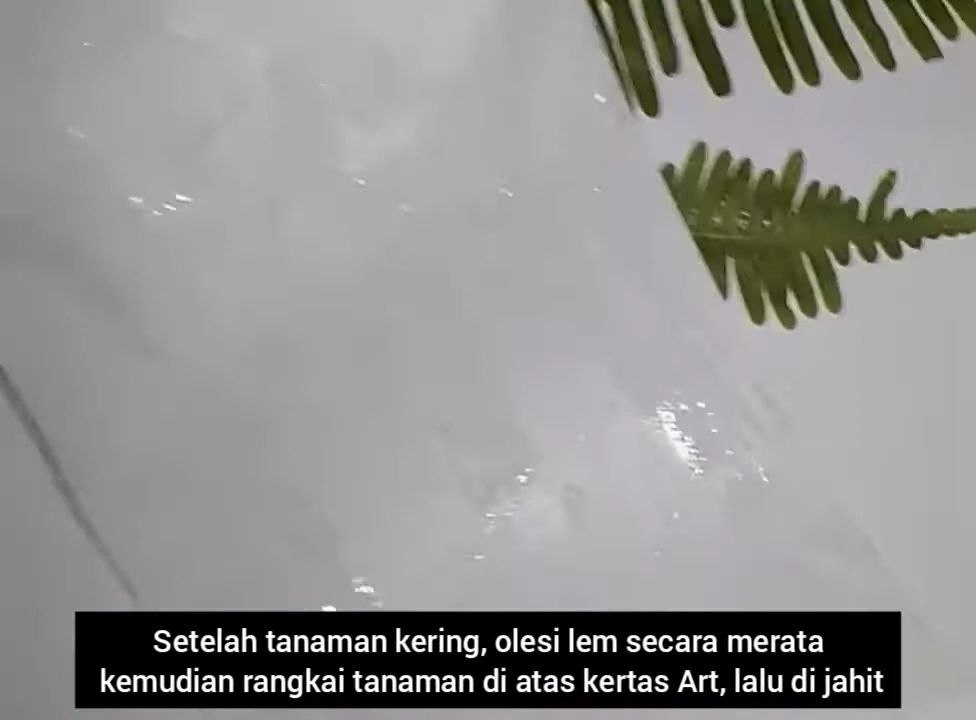 Setelah tanaman kering, olesi lem secara merata
kemudian rangkai tanaman di atas kertas Art, lalu di jahit